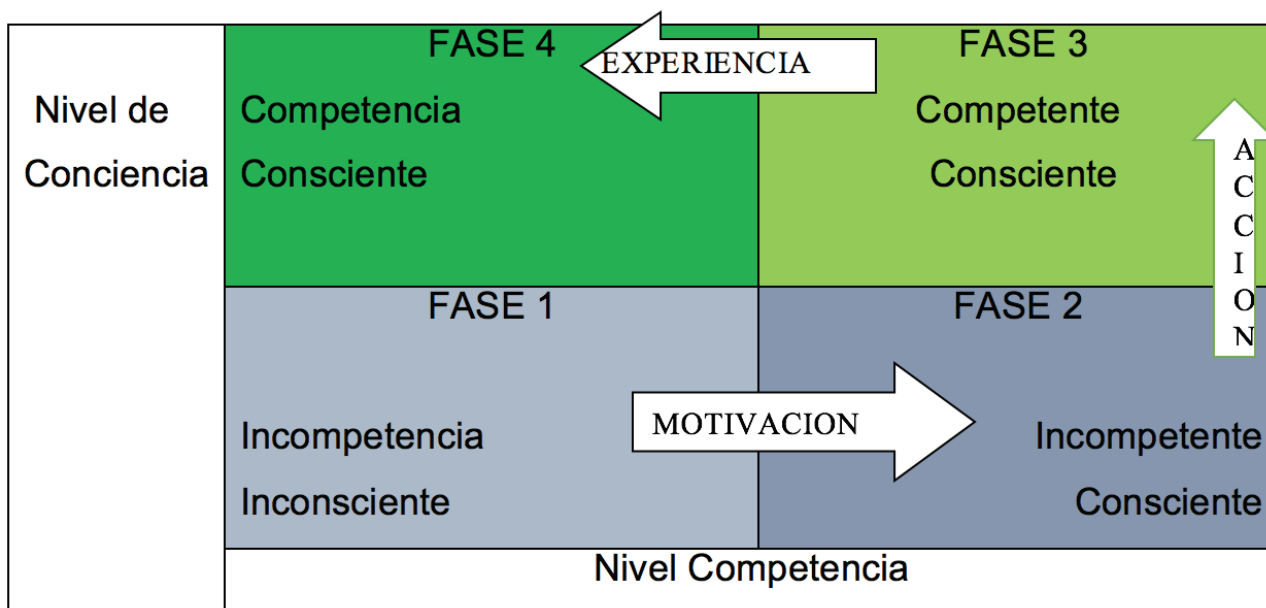 FASE 4
EXPERIENCIA
FASE 3
Nivel de
Conciencia
Competencia
Consciente
Competente
Consciente
ACCION
FASE 1
FASE 2
Incompetencia
Inconsciente
MOTIVACION
Incompetente
Consciente
Nivel Competencia